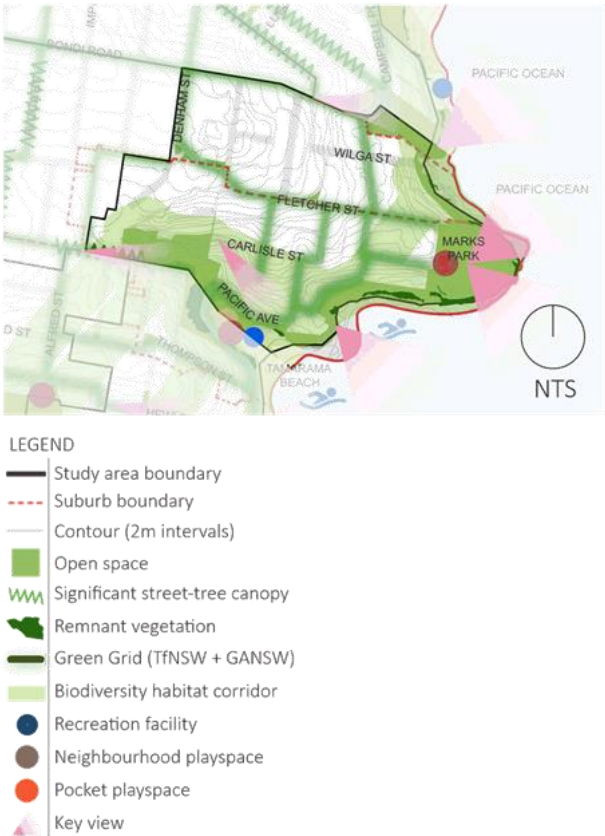 BONDI ROAD
CAMPBELL P
PACIFIC OCEAN
DENHAM ST
WILGA ST
PACIFIC OCEAN
FLETCHER ST
MARKS
PARK
CARLISLE ST
PACIFIC AVE
D ST
ALFRED ST
THOMPSON ST
TAMARAMA
BEACH
NTS
LEGEND
Study area boundary
Suburb boundary
Contour (2m intervals)
Open space
Significant street-tree canopy
Remnant vegetation
Green Grid (TfNSW + GANSW)
Biodiversity habitat corridor
Recreation facility
Neighbourhood playspace
Pocket playspace
Key view